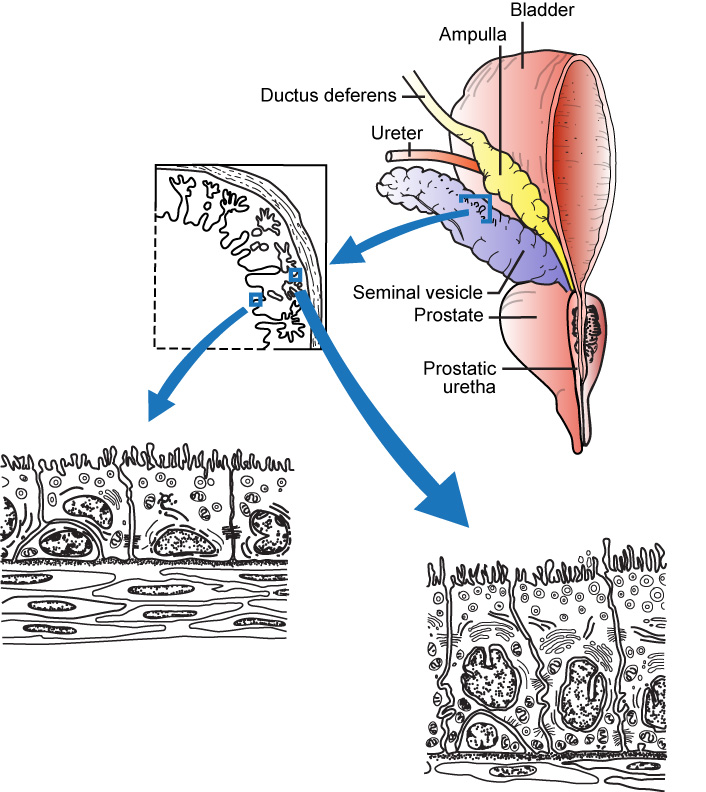 Bladder
Ampulla
Ductus deferens
Ureter
Seminal vesicle
Prostate
Prostatic
uretha